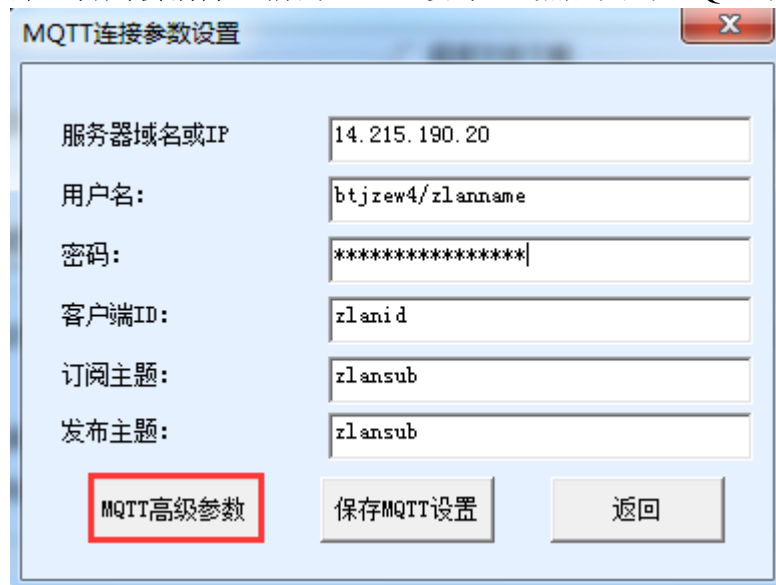 MQTT连接参数设置
服务器域名或IP 14.215.190.20
用户名: btjzew4/zlanname
密码: ****************
客户端ID: zlanid
订阅主题: zlansub
发布主题: zlansub
MQTT高级参数 保存MQTT设置 返回